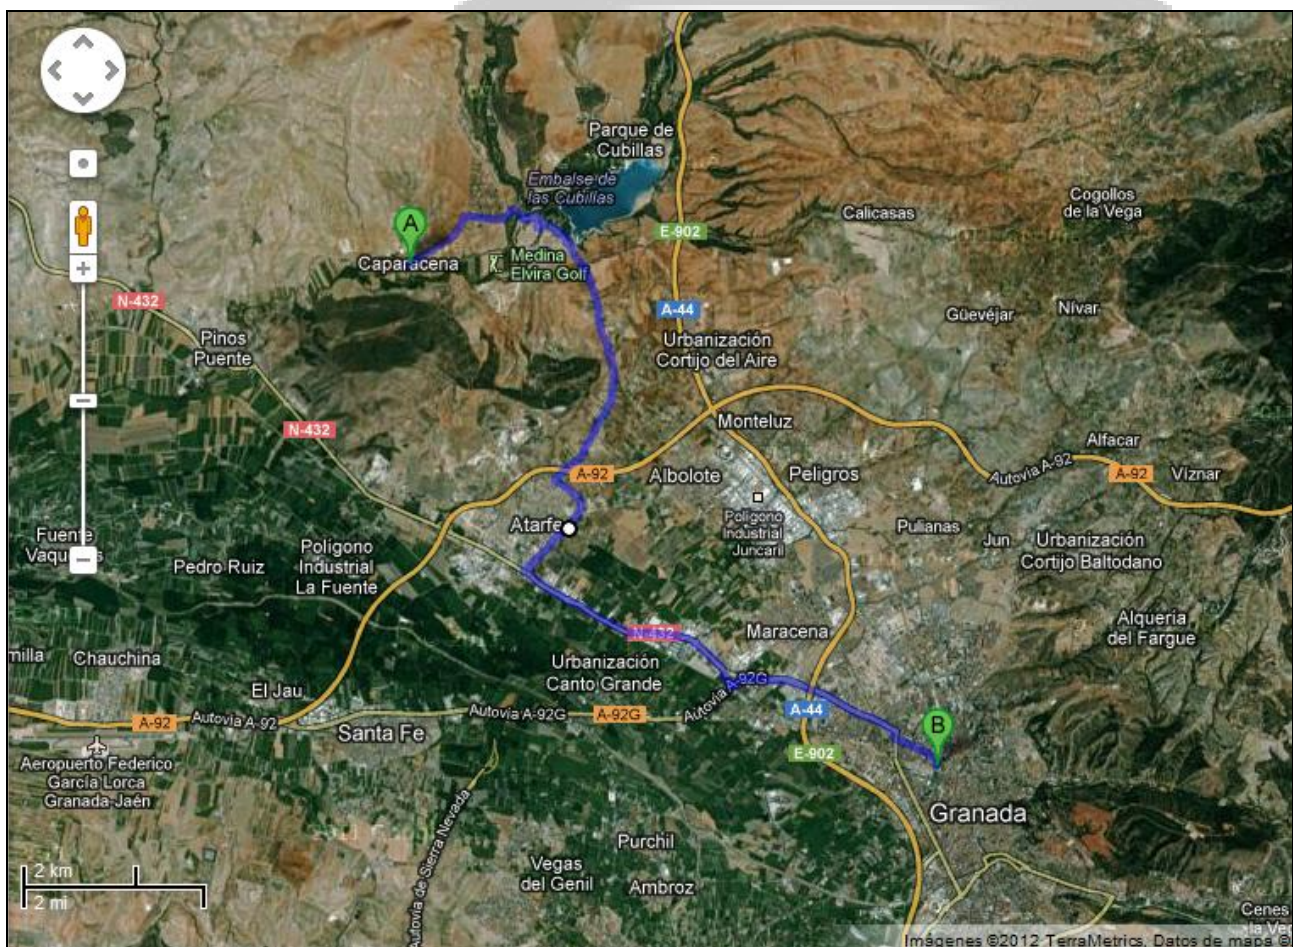 Parque de
Cubillas
Embalse de
las Cubillas
Cogollos
de la Vega
Calicasas
A
E-902
Caparacena
Medina
Elvira Golf
N-432
A-44
Güevéjar
Nívar
Pinos
Puente
Urbanización
Cortijo del Aire
Monteluz
N-432
Alfacar
A-92
Albolote
Peligros
Autovía A-92
A-92
Víznar
Atarfe
Polígono
Industrial
Juncaril
Pulianas
Jun
Urbanización
Cortijo Baltodano
Fuente
Vaqueros
Pedro Ruiz
Polígono
Industrial
La Fuente
Alquería
del Fargue
N-432
Maracena
milla
Chauchina
Urbanización
Canto Grande
El Jau
Autovía A-92G
A-92
Autovía A-92
Autovía A-92G
A-92G
A-44
B
Santa Fe
E-902
Aeropuerto Federico
García Lorca
Granada-Jaén
Granada
Autovía de Sierra Nevada
Purchil
Vegas
del Genil
Ambroz
2 km
2 mi
Cenes
la Ve
Imágenes ©2012 TerraMetrics, Datos de mapa ©